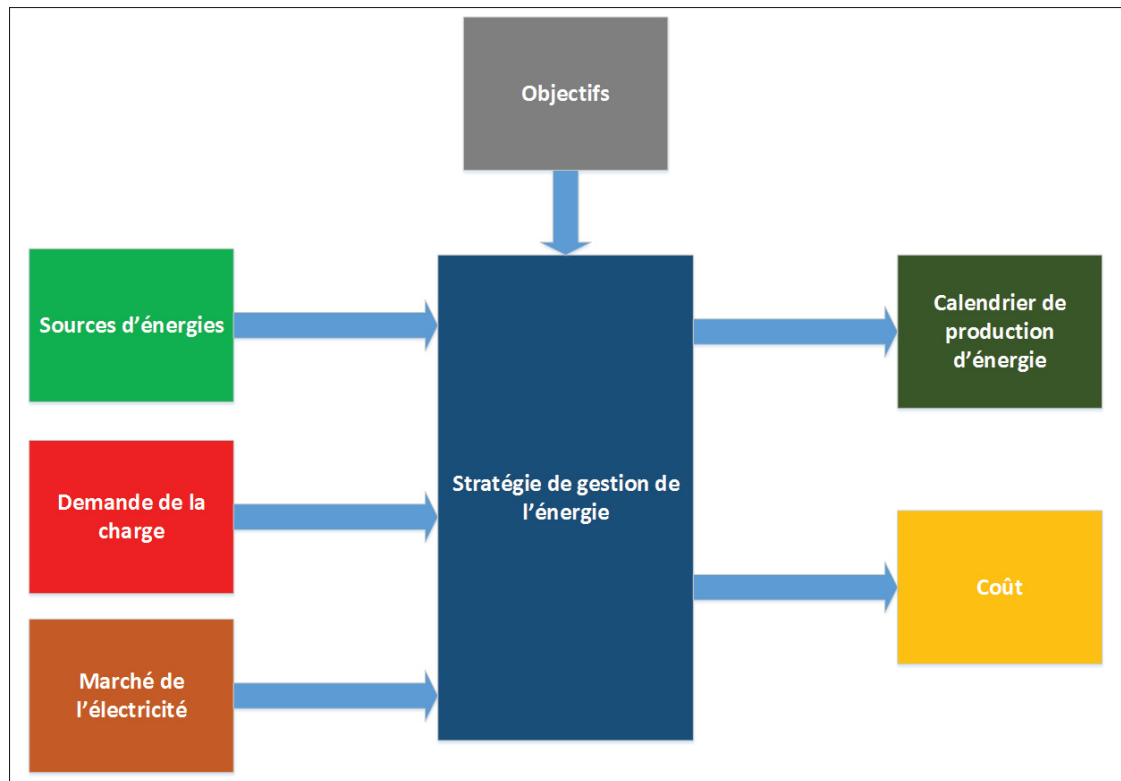 Objectifs
Sources d’énergies
Calendrier de
production
d’énergie
Stratégie de gestion de
l’énergie
Demande de la
charge
Coût
Marché de
l’électricité